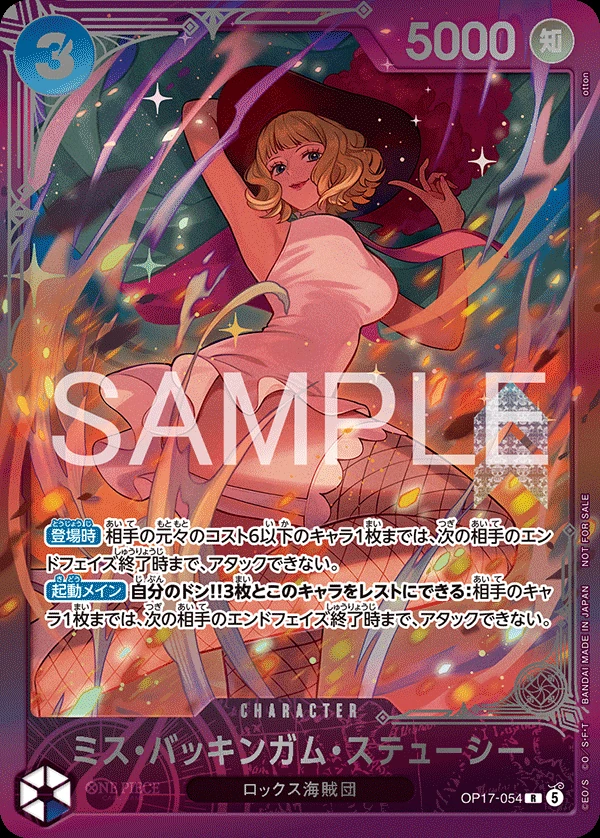 3
5000
知
otton
SAMPLE
登場時 相手の元々のコスト6以下のキャラ1枚までは、次の相手のエン
ドフェイズ終了時まで、アタックできない。
起動メイン 自分のドン!!3枚とこのキャラをレストにできる:相手のキャ
ラ1枚までは、次の相手のエンドフェイズ終了時まで、アタックできない。
CHARACTER
ミス・バッキンガム・ステューシー
ONE PIECE
ロックス海賊団
OP17-054 R 5
©E.O/S ©O/S・F・T BANDAI MADE IN JAPAN NOT FOR SALE